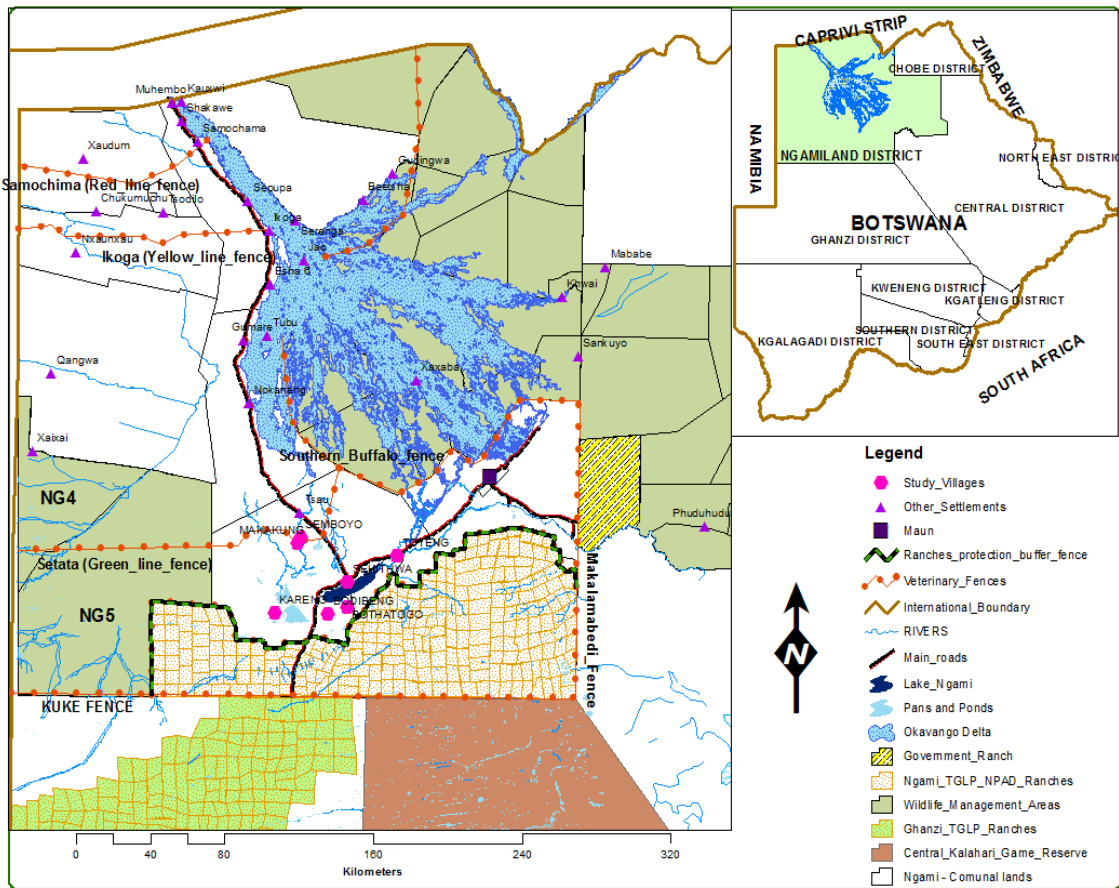 Muhembo
Kauxwi
Shakawe
Samochama
Xaudum
Samochima (Red_line_fence)
Chukumuchu
Tsodilo
Sepupa
Gudingwa
Beetsha
Nxaunxau
Ikoga
Seronga
Ikoga (Yellow_line_fence)
Jao
Mababe
Khwai
Gumare
Tubu
Sankuyo
Qangwa
Xaxaba
Nokaneng
Xaixai
Southern_Buffalo_fence
NG4
Tsau
Phuduhudu
MAKAKUNG
SEMBOYO
TOTENG
Setata (Green_line_fence)
SEHITHWA
KARENG
BODIBENG
BOTHATOGO
NG5
Makalamabedi_Fence
KUKE FENCE
0 40 80 160 240 320
Kilometers
CAPRIVI STRIP
ZIMBABWE
CHOBE DISTRICT
NAMIBIA
NGAMILAND DISTRICT
NORTH EAST DISTRICT
CENTRAL DISTRICT
BOTSWANA
GHANZI DISTRICT
KWENENG DISTRICT
KGATLENG DISTRICT
SOUTHERN DISTRICT
KGALAGADI DISTRICT
SOUTH EAST DISTRICT
SOUTH AFRICA
N
Legend
Study_Villages
Other_Settlements
Maun
Ranches_protection_buffer_fence
Veterinary_Fences
International_Boundary
RIVERS
Main_roads
Lake_Ngami
Pans and Ponds
Okavango Delta
Government_Ranch
Ngami_TGLP_NPAD_Ranches
Wildlife_Management_Areas
Ghanzi_TGLP_Ranches
Central_Kalahari_Game_Reserve
Ngami - Comunal lands